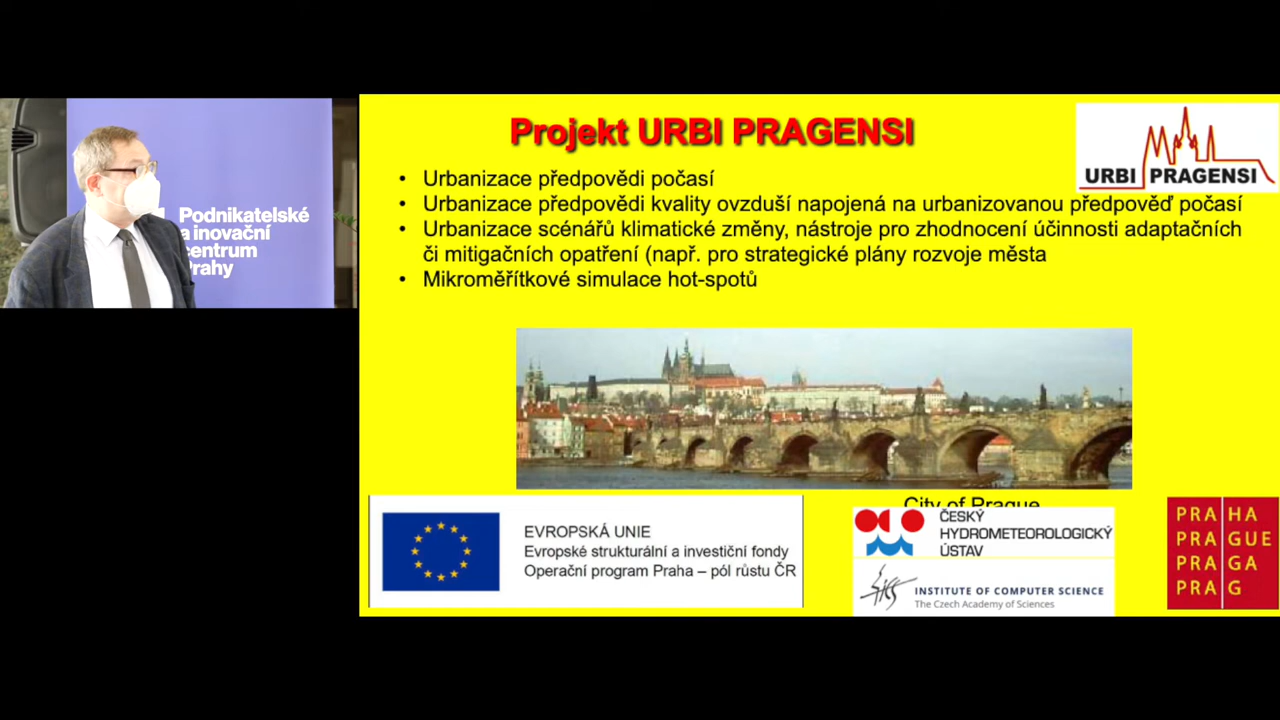 Podnikatelské
a inovační
centrum
Prahy
Projekt URBI PRAGENSI
URBI PRAGENSI
• Urbanizace předpovědi počasí
• Urbanizace předpovědi kvality ovzduší napojená na urbanizovanou předpověď počasí
• Urbanizace scénářů klimatické změny, nástroje pro zhodnocení účinnosti adaptačních
či mitigačních opatření (např. pro strategické plány rozvoje města
• Mikroměřítkové simulace hot-spotů
City of Prague
EVROPSKÁ UNIE
Evropské strukturální a investiční fondy
Operační program Praha – pól růstu ČR
ČESKÝ
HYDROMETEOROLOGICKÝ
ÚSTAV
INSTITUTE OF COMPUTER SCIENCE
The Czech Academy of Sciences
PRA HA
PRA GUE
PRA GA
PRA G